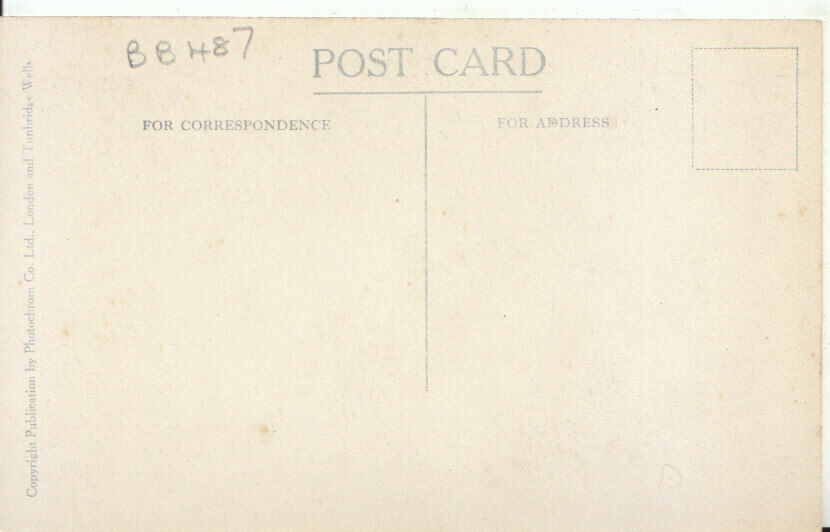 BB487
POST CARD
FOR CORRESPONDENCE
FOR ADDRESS
Copyright Publication by Photochrom Co. Ltd., London and Tunbridge Wells